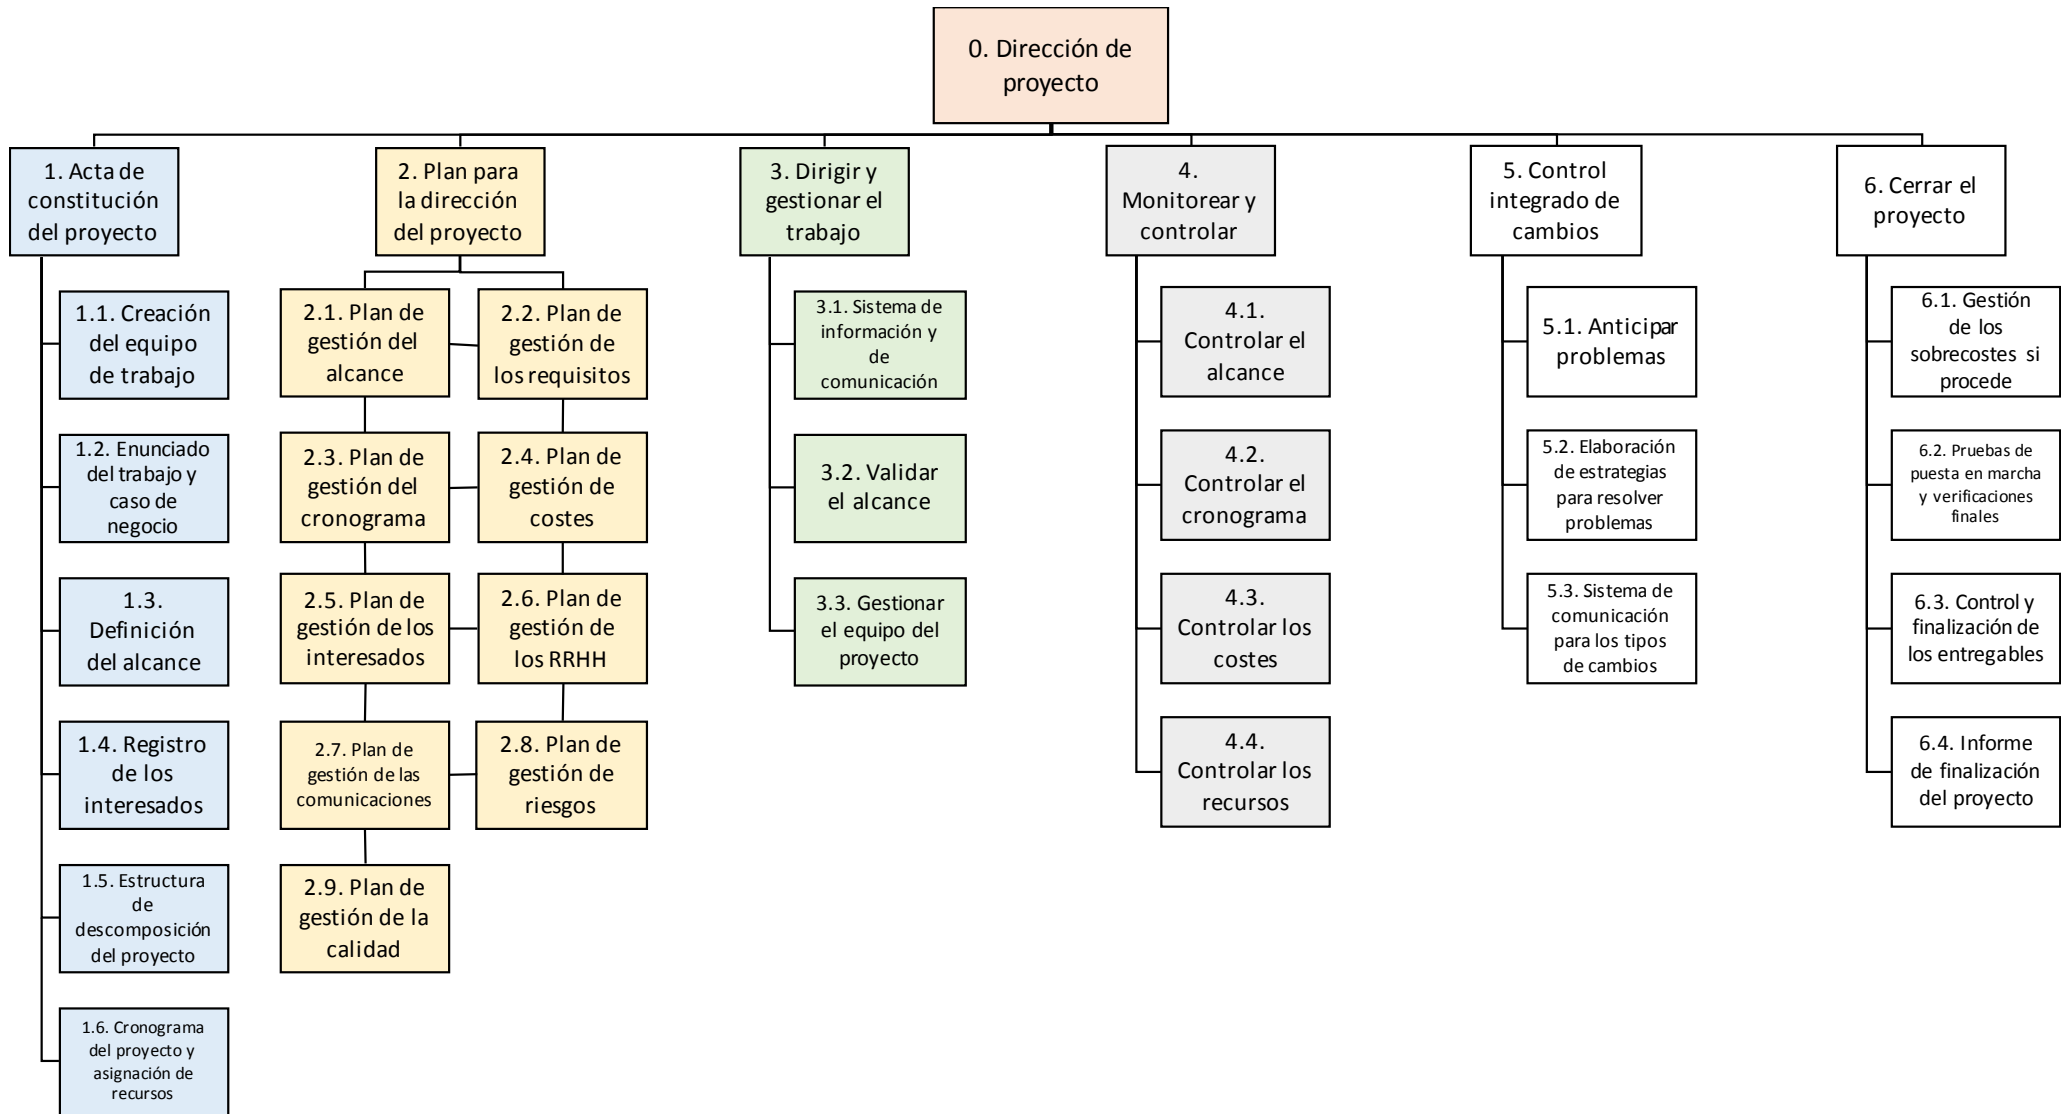 0. Dirección de
proyecto
1. Acta de
constitución
del proyecto
2. Plan para
la dirección
del proyecto
3. Dirigir y
gestionar el
trabajo
4.
Monitorear y
controlar
5. Control
integrado de
cambios
6. Cerrar el
proyecto
1.1. Creación
del equipo
de trabajo
1.2. Enunciado
del trabajo y
caso de
negocio
1.3.
Definición
del alcance
1.4. Registro
de los
interesados
1.5. Estructura
de
descomposición
del proyecto
1.6. Cronograma
del proyecto y
asignación de
recursos
2.1. Plan de
gestión del
alcance
2.2. Plan de
gestión de
los requisitos
2.3. Plan de
gestión del
cronograma
2.4. Plan de
gestión de
costes
2.5. Plan de
gestión de los
interesados
2.6. Plan de
gestión de
los RRHH
2.7. Plan de
gestión de las
comunicaciones
2.8. Plan de
gestión de
riesgos
2.9. Plan de
gestión de la
calidad
3.1. Sistema de
información y
de
comunicación
3.2. Validar
el alcance
3.3. Gestionar
el equipo del
proyecto
4.1.
Controlar el
alcance
4.2.
Controlar el
cronograma
4.3.
Controlar los
costes
4.4.
Controlar los
recursos
5.1. Anticipar
problemas
5.2. Elaboración
de estrategias
para resolver
problemas
5.3. Sistema de
comunicación
para los tipos
de cambios
6.1. Gestión
de los
sobrecostes si
procede
6.2. Pruebas de
puesta en marcha
y verificaciones
finales
6.3. Control y
finalización de
los entregables
6.4. Informe
de finalización
del proyecto